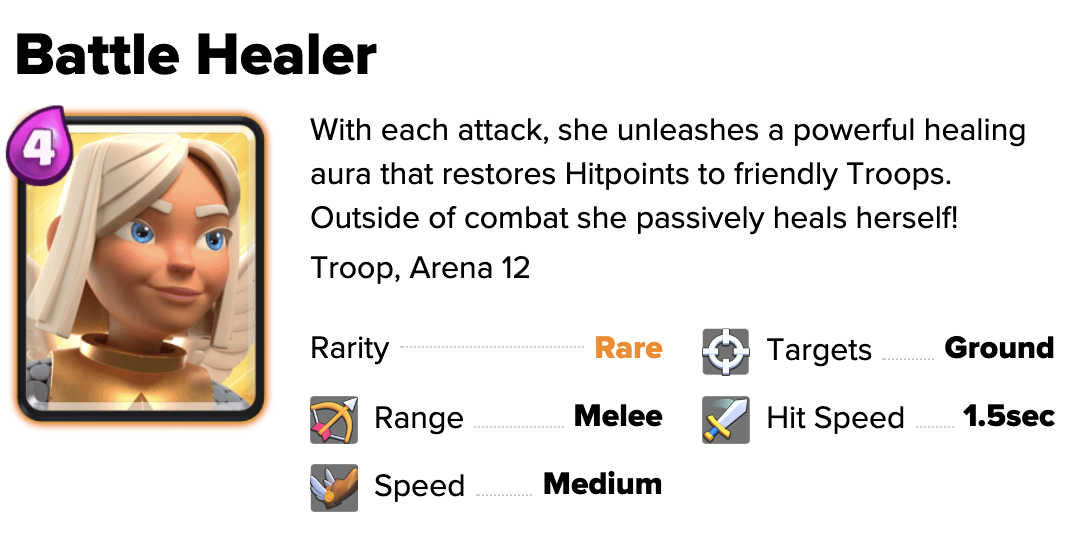 Battle Healer
4
With each attack, she unleashes a powerful healing
aura that restores Hitpoints to friendly Troops.
Outside of combat she passively heals herself!
Troop, Arena 12
Rarity Rare
Targets Ground
Range Melee
Hit Speed 1.5sec
Speed Medium